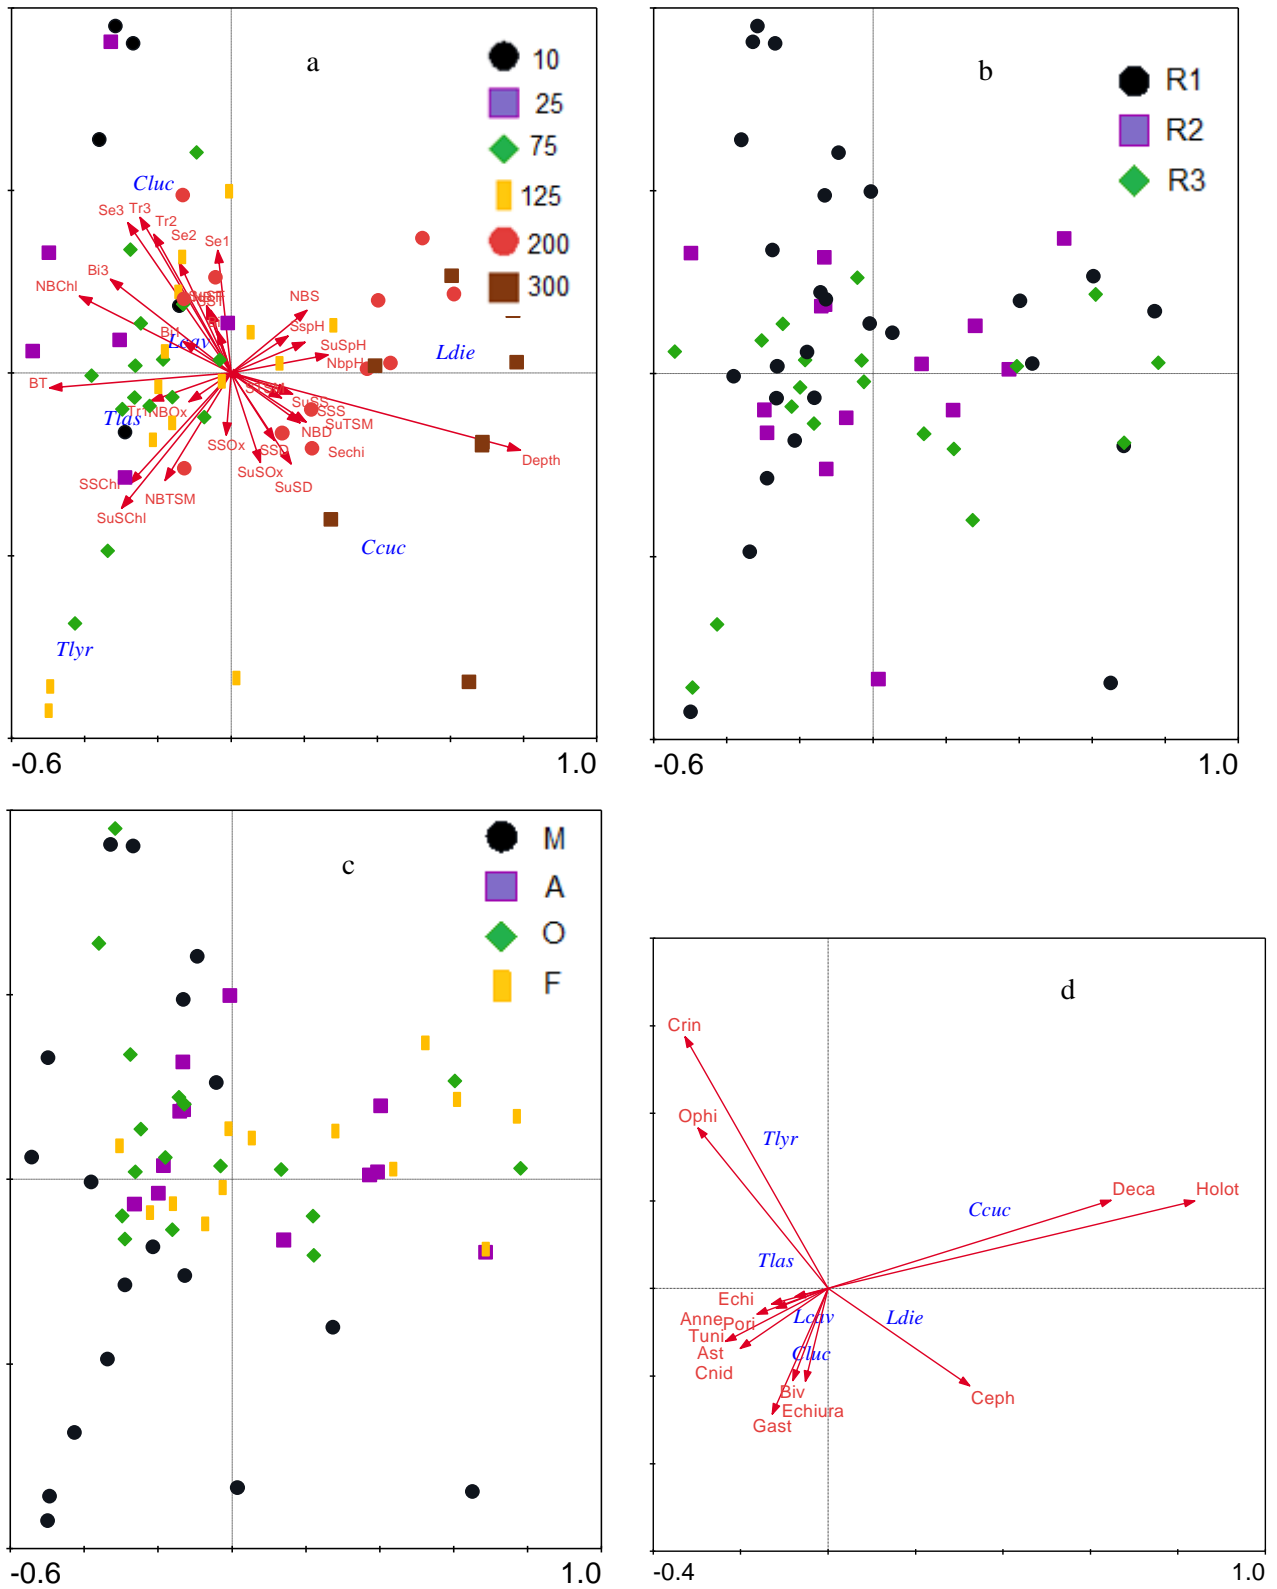 a
10
25
75
125
200
300
Cluc
Se3 Tr3
Tr2
Se2
Se1
Bi3
NBChl
NBS
SspH
SuSpH
NbpH
Bi1
Lcav
Ldie
BT
Tr1
NBOx
Tlas
SuSS
SSS
SuTSM
NBD
SSOx
SSD
Sechi
SuSOx
SuSD
Depth
SSChl
NBTSM
SuSChl
Ccuc
Tlyr
-0.6
1.0
b
R1
R2
R3
-0.6
1.0
c
M
A
O
F
-0.6
1.0
d
Crin
Ophi
Tlyr
Deca
Holot
Ccuc
Tlas
Echi
Anne
Pori
Tuni
Ast
Cnid
Lcav
Ldie
Cluc
Biv
Echiura
Gast
Ceph
-0.4
1.0